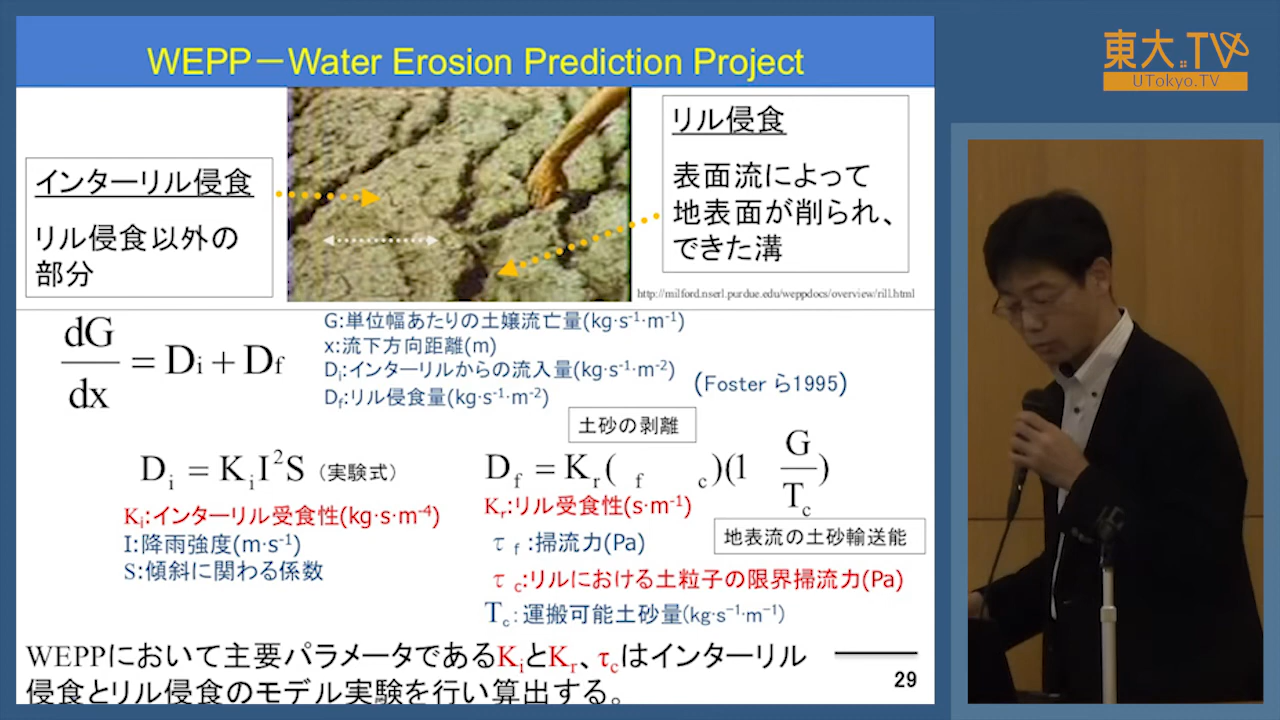 WEPP－Water Erosion Prediction Project
東大.TV
UTokyo.TV
インターリル侵食
リル侵食以外の
部分
リル侵食
表面流によって
地表面が削られ、
できた溝
http://milford.nserl.purdue.edu/weppdocs/overview/rill.html
dG/dx = Di + Df
G:単位幅あたりの土嬢流亡量(kg·s-1·m-1)
x:流下方向距離(m)
Di:インターリルからの流入量(kg·s-1·m-2)
Df:リル侵食量(kg·s-1·m-2)
(Foster ら1995)
土砂の剥離
Di = KiI2S (実験式)
Df = Kr( f c)(1 G/Tc)
Ki:インターリル受食性(kg·s·m-4)
I:降雨強度(m·s-1)
S:傾斜に関わる係数
Kr:リル受食性(s·m-1)
地表流の土砂輸送能
τf:掃流力(Pa)
τc:リルにおける土粒子の限界掃流力(Pa)
Tc:運搬可能土砂量(kg·s-1·m-1)
WEPPにおいて主要パラメータであるKiとKr、τcはインターリル
侵食とリル侵食のモデル実験を行い算出する。
29